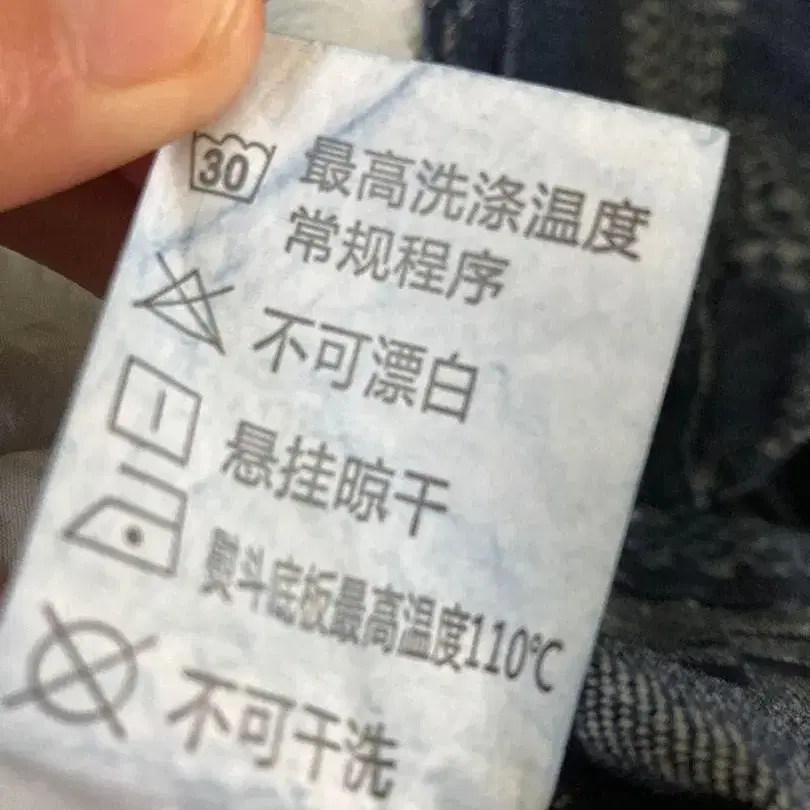 30 最高洗涤温度
常规程序
不可漂白
悬挂晾干
熨斗底板最高温度110℃
不可干洗